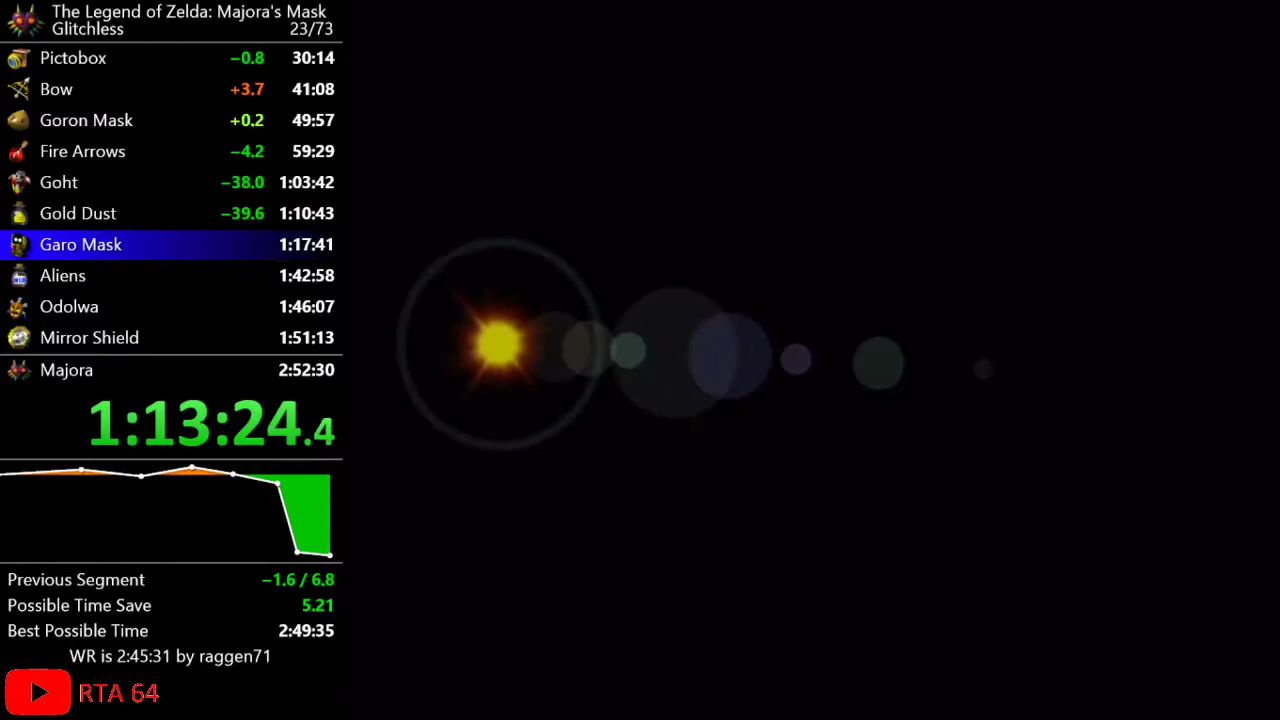 The Legend of Zelda: Majora's Mask
Glitchless 23/73
Pictobox −0.8 30:14
Bow +3.7 41:08
Goron Mask +0.2 49:57
Fire Arrows −4.2 59:29
Goht −38.0 1:03:42
Gold Dust −39.6 1:10:43
Garo Mask 1:17:41
Aliens 1:42:58
Odolwa 1:46:07
Mirror Shield 1:51:13
Majora 2:52:30
1:13:24.4
Previous Segment −1.6 / 6.8
Possible Time Save 5.21
Best Possible Time 2:49:35
WR is 2:45:31 by raggen71
RTA 64